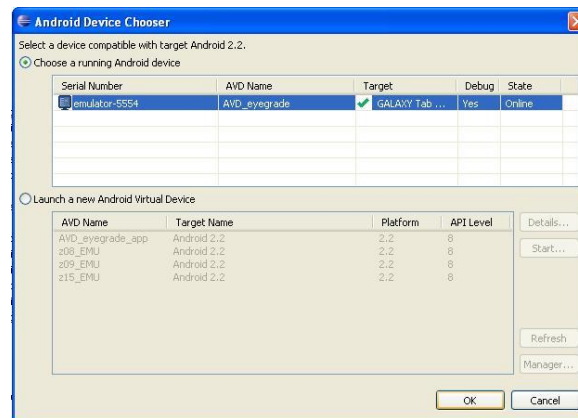 Android Device Chooser
Select a device compatible with target Android 2.2.
Choose a running Android device
Serial Number AVD Name Target Debug State
emulator-5554 AVD_eyegrade GALAXY Tab ... Yes Online
Launch a new Android Virtual Device
AVD Name Target Name Platform API Level
AVD_eyegrade_app Android 2.2 2.2 8
z08_EMU Android 2.2 2.2 8
z09_EMU Android 2.2 2.2 8
z15_EMU Android 2.2 2.2 8
Details...
Start...
Refresh
Manager...
OK Cancel